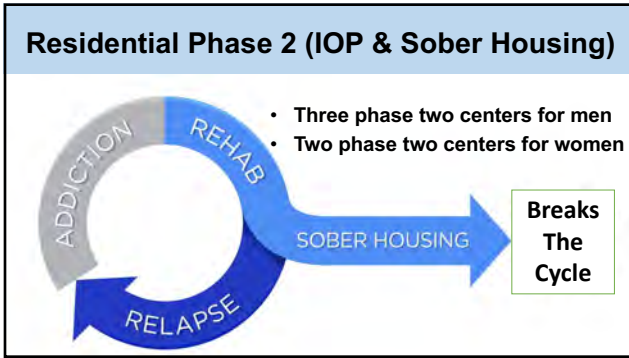 Residential Phase 2 (IOP & Sober Housing)
• Three phase two centers for men
• Two phase two centers for women
ADDICTION
REHAB
SOBER HOUSING
RELAPSE
Breaks
The
Cycle